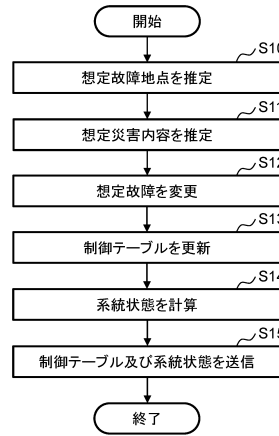 開始
S10
想定故障地点を推定
S11
想定災害内容を推定
S12
想定故障を変更
S13
制御テーブルを更新
S14
系統状態を計算
S15
制御テーブル及び系統状態を送信
終了